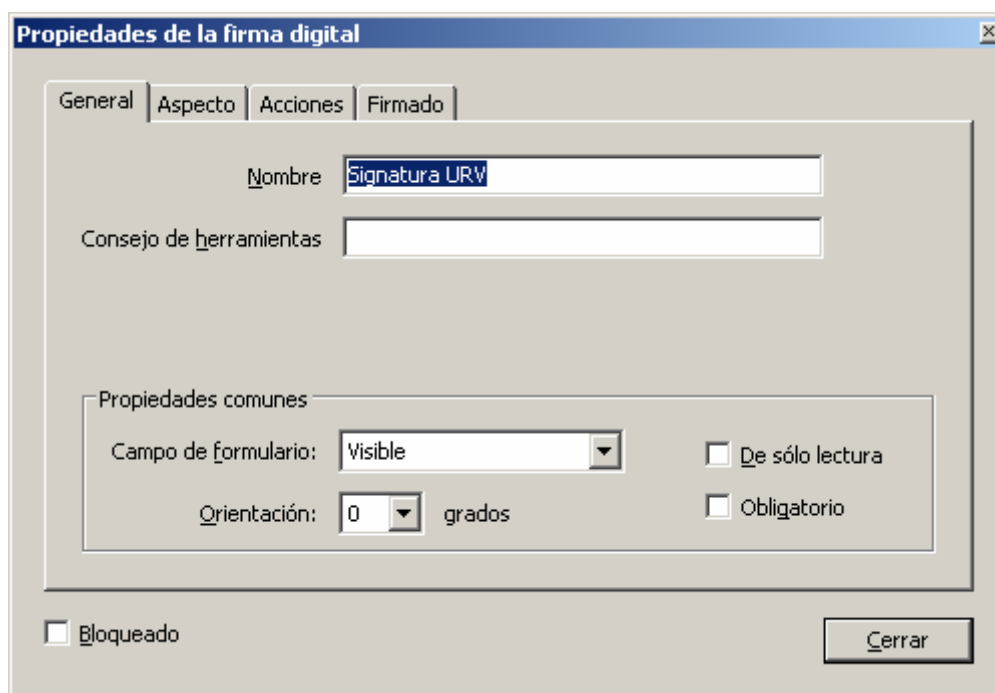 Propiedades de la firma digital
General Aspecto Acciones Firmado
Nombre Signatura URV
Consejo de herramientas
Propiedades comunes
Campo de formulario: Visible De sólo lectura
Orientación: 0 grados Obligatorio
Bloqueado Cerrar